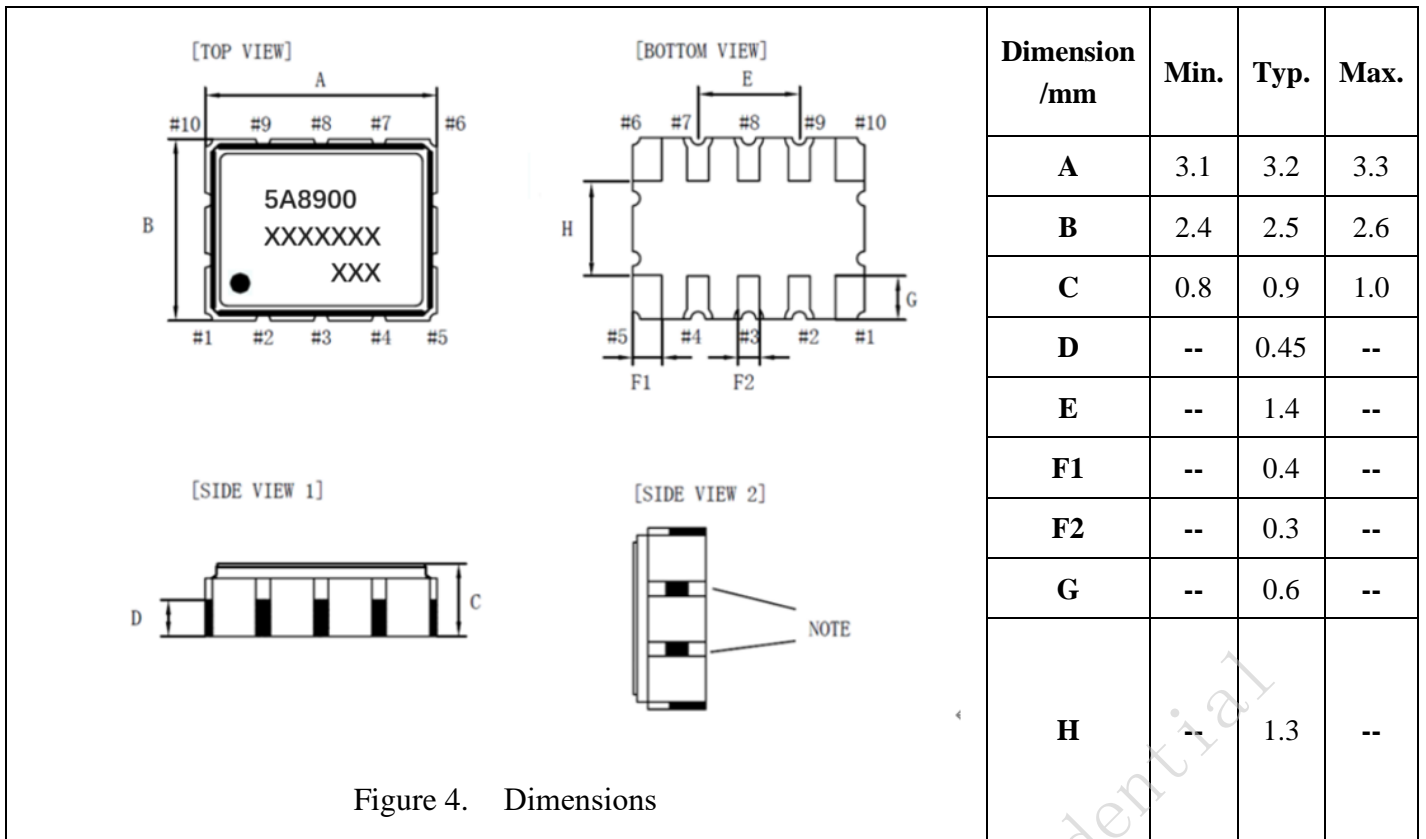 [TOP VIEW]
A
#10 #9 #8 #7 #6
B
5A8900
XXXXXXX
XXX
#1 #2 #3 #4 #5
[BOTTOM VIEW]
E
#6 #7 #8 #9 #10
H
G
#5 #4 #3 #2 #1
F1 F2
[SIDE VIEW 1]
D
C
[SIDE VIEW 2]
NOTE
Figure 4. Dimensions
Dimension /mm Min. Typ. Max.
A 3.1 3.2 3.3
B 2.4 2.5 2.6
C 0.8 0.9 1.0
D -- 0.45 --
E -- 1.4 --
F1 -- 0.4 --
F2 -- 0.3 --
G -- 0.6 --
H -- 1.3 --
dential